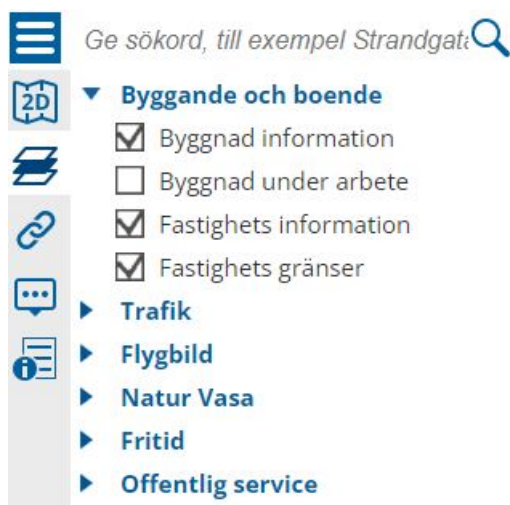 Ge sökord, till exempel Strandgata
2D
Byggande och boende
Byggnad information
Byggnad under arbete
Fastighets information
Fastighets gränser
Trafik
Flygbild
Natur Vasa
Fritid
Offentlig service